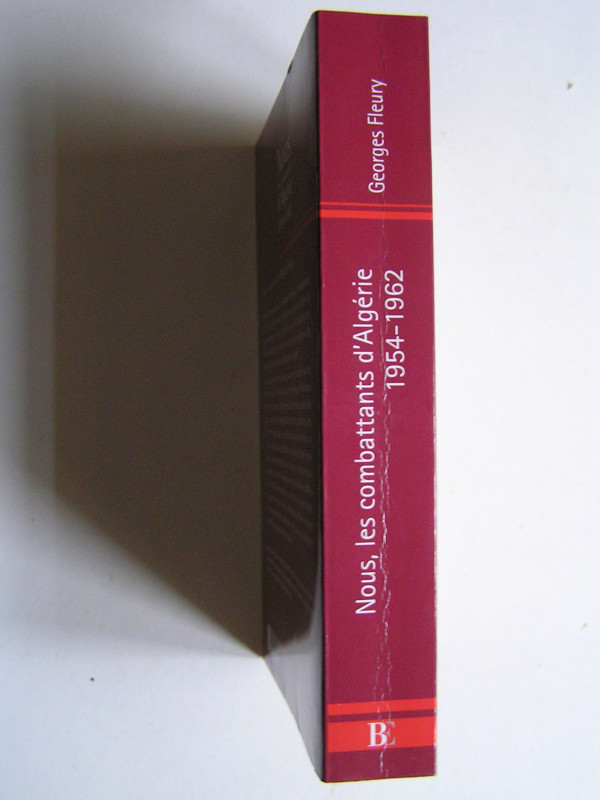 Georges Fleury
Nous, les combattants d'Algérie
1954-1962
BE